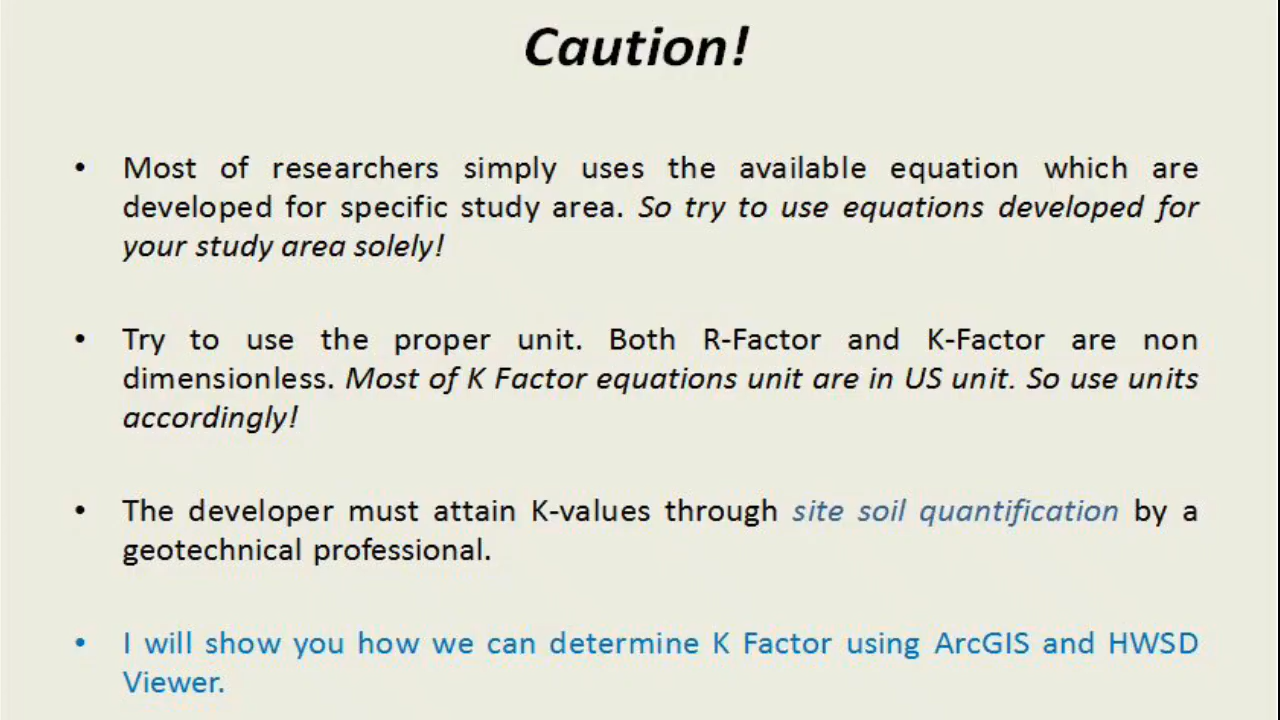 Caution!
• Most of researchers simply uses the available equation which are
developed for specific study area. So try to use equations developed for
your study area solely!
• Try to use the proper unit. Both R-Factor and K-Factor are non
dimensionless. Most of K Factor equations unit are in US unit. So use units
accordingly!
• The developer must attain K-values through site soil quantification by a
geotechnical professional.
• I will show you how we can determine K Factor using ArcGIS and HWSD
Viewer.